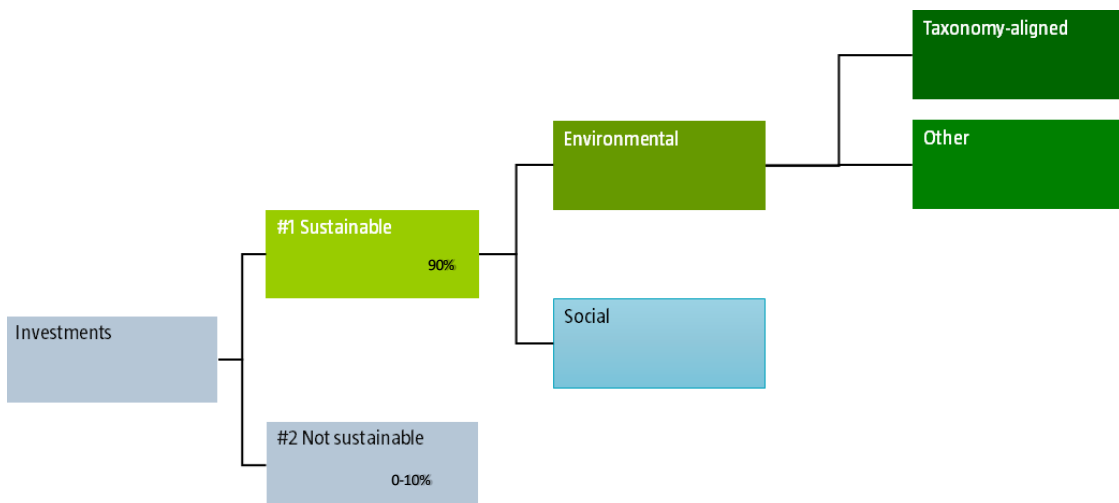 Taxonomy-aligned
Environmental
Other
#1 Sustainable
90%
Investments
Social
#2 Not sustainable
0-10%